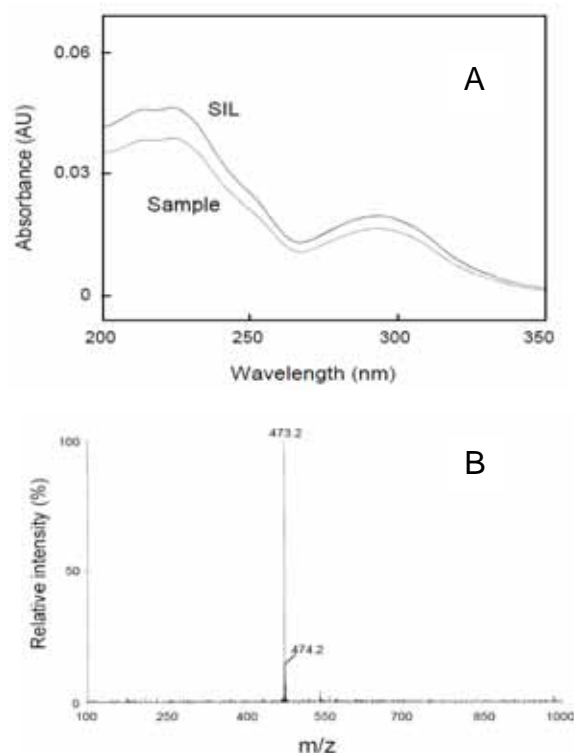 A
0.06
SIL
0.03
Sample
0
200 250 300 350
Absorbance (AU)
Wavelength (nm)
B
473.2
100
50
474.2
0
100 250 400 550 700 850 1000
Relative intensity (%)
m/z